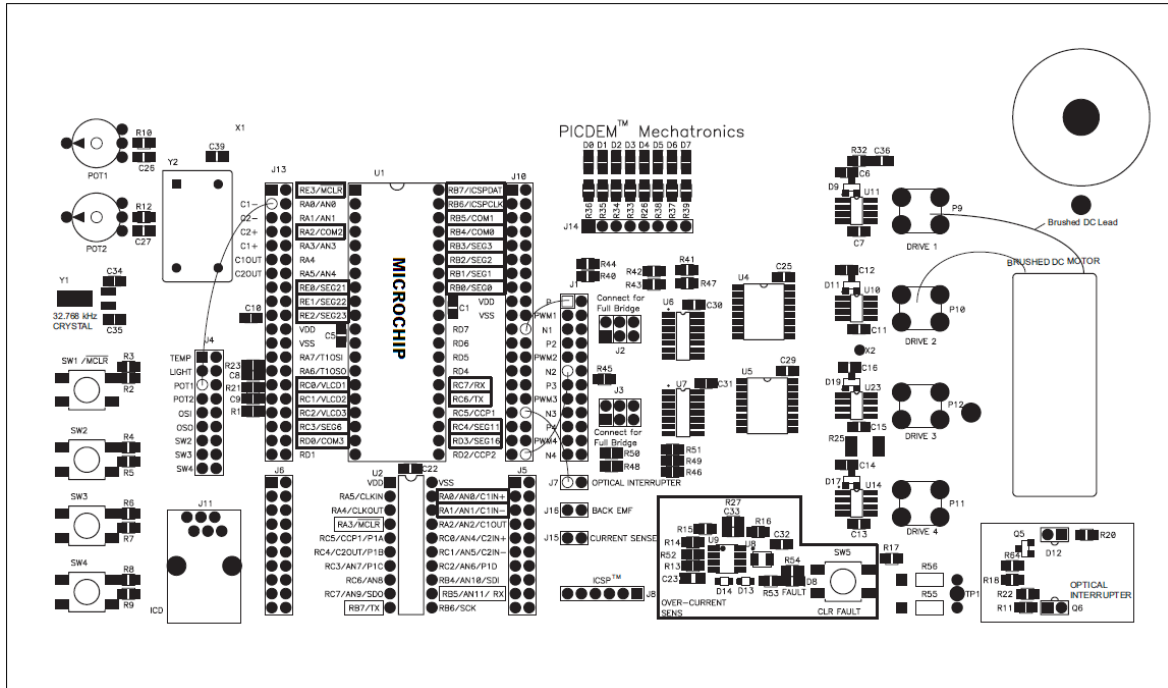 PICDEM™ Mechatronics
D0 D1 D2 D3 D4 D5 D6 D7
R36 R35 R34 R33 R26 R38 R37 R39
J14
R10
C26
POT1
R12
C27
POT2
X1
Y2
C39
Y1
C34
32.768 kHz
CRYSTAL
C35
SW1 /MCLR
R3
R2
SW2
R4
R5
SW3
R6
R7
SW4
R8
R9
J4
TEMP
LIGHT
POT1
POT2
OSI
OSO
SW2
SW3
SW4
J11
ICD
C10
R23
C8
R21
C9
R1
J13
C1-
C2-
C2+
C1+
C1OUT
C2OUT
RE3/MCLR
RA0/AN0
RA1/AN1
RA2/COM2
RA3/AN3
RA4
RA5/AN4
RE0/SEG21
RE1/SEG22
RE2/SEG23
VDD
VSS
C5
RA7/T1OSI
RA6/T1OSO
RC0/VLCD1
RC1/VLCD2
RC2/VLCD3
RC3/SEG6
RD0/COM3
RD1
U1
MICROCHIP
J10
RB7/ICSPDAT
RB6/ICSPCLK
RB5/COM1
RB4/COM0
RB3/SEG3
RB2/SEG2
RB1/SEG1
RB0/SEG0
C1
VDD
VSS
RD7
RD6
RD5
RD4
RC7/RX
RC6/TX
RC5/CCP1
RC4/SEG11
RD3/SEG16
RD2/CCP2
J6
U2
C22
J5
VDD
RA5/CLKIN
RA4/CLKOUT
RA3/MCLR
RC5/CCP1/P1A
RC4/C2OUT/P1B
RC3/AN7/P1C
RC6/AN8
RC7/AN9/SDO
RB7/TX
VSS
RA0/AN0/C1IN+
RA1/AN1/C1IN-
RA2/AN2/C1OUT
RC0/AN4/C2IN+
RC1/AN5/C2IN-
RC2/AN6/P1D
RB4/AN10/SDI
RB5/AN11/ RX
RB6/SCK
J1
P1
PWM1
N1
P2
PWM2
N2
P3
PWM3
N3
P4
PWM4
N4
J7
OPTICAL INTERRUPTER
J16
BACK EMF
J15
CURRENT SENSE
ICSP™
J8
R44
R40
Connect for
Full Bridge
J2
R45
J3
Connect for
Full Bridge
R50
R48
R42
R43
R41
R47
U6
C30
U4
C25
U7
C31
U5
C29
R51
R49
R46
R27
C33
R15
R16
R14
R52
R13
C23
U9
U8
C32
D14
D13
R53
R54
D8
FAULT
SW5
CLR FAULT
OVER-CURRENT
SENS
R32
C36
C6
D9
U11
C7
P9
DRIVE 1
C12
D11
U10
C11
P10
DRIVE 2
X2
C16
D19
U23
C15
P12
DRIVE 3
R25
C14
D17
U14
C13
P11
DRIVE 4
Brushed DC Lead
BRUSHED DC MOTOR
R17
R56
R55
TP1
Q5
D12
R20
R64
R18
R22
R11
Q6
OPTICAL
INTERRUPTER